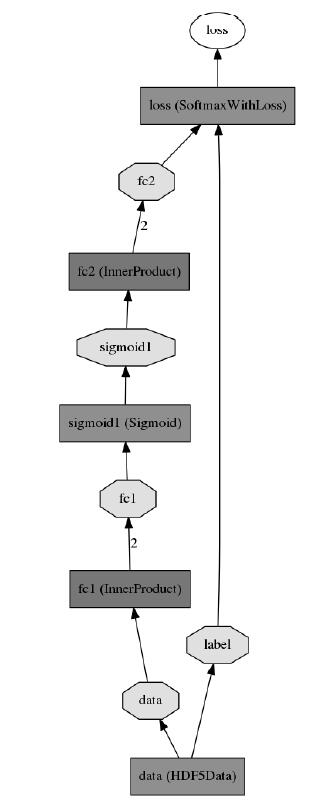 loss
loss (SoftmaxWithLoss)
fc2
2
fc2 (InnerProduct)
sigmoid1
sigmoid1 (Sigmoid)
fc1
2
fc1 (InnerProduct)
label
data
data (HDF5Data)